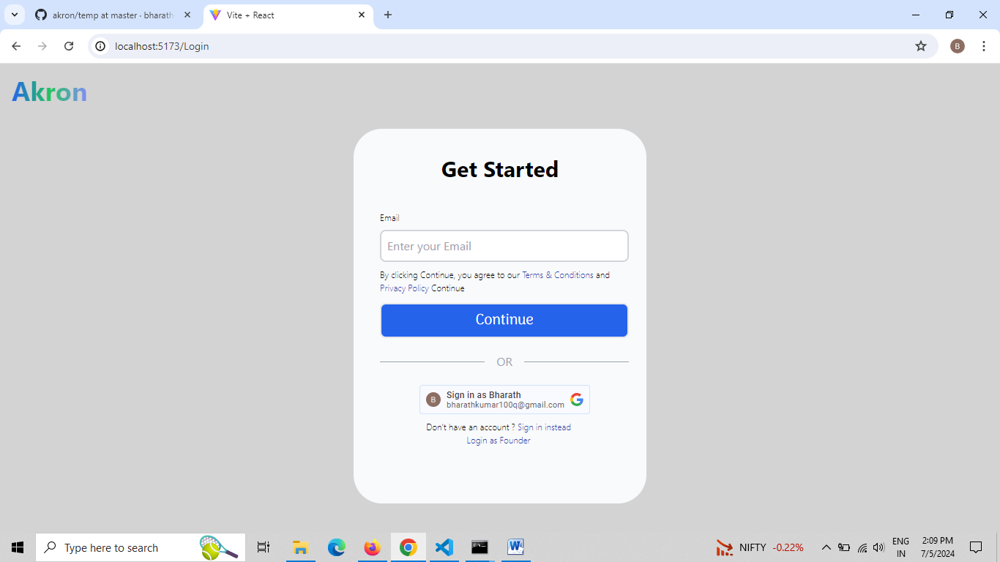 akron/temp at master · bharath
Vite + React
localhost:5173/Login
B
Akron
Get Started
Email
Enter your Email
By clicking Continue, you agree to our Terms & Conditions and
Privacy Policy Continue
Continue
OR
B
Sign in as Bharath
bharathkumar100q@gmail.com
Don't have an account ? Sign in instead
Login as Founder
Type here to search
NIFTY -0.22%
ENG
IN
2:09 PM
7/5/2024